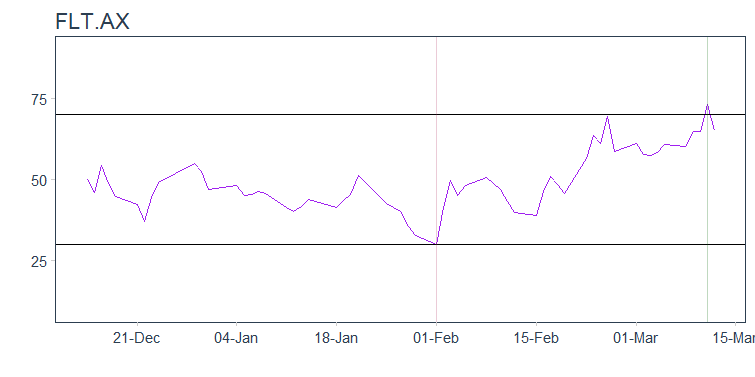 FLT.AX
75
50
25
21-Dec
04-Jan
18-Jan
01-Feb
15-Feb
01-Mar
15-Mar